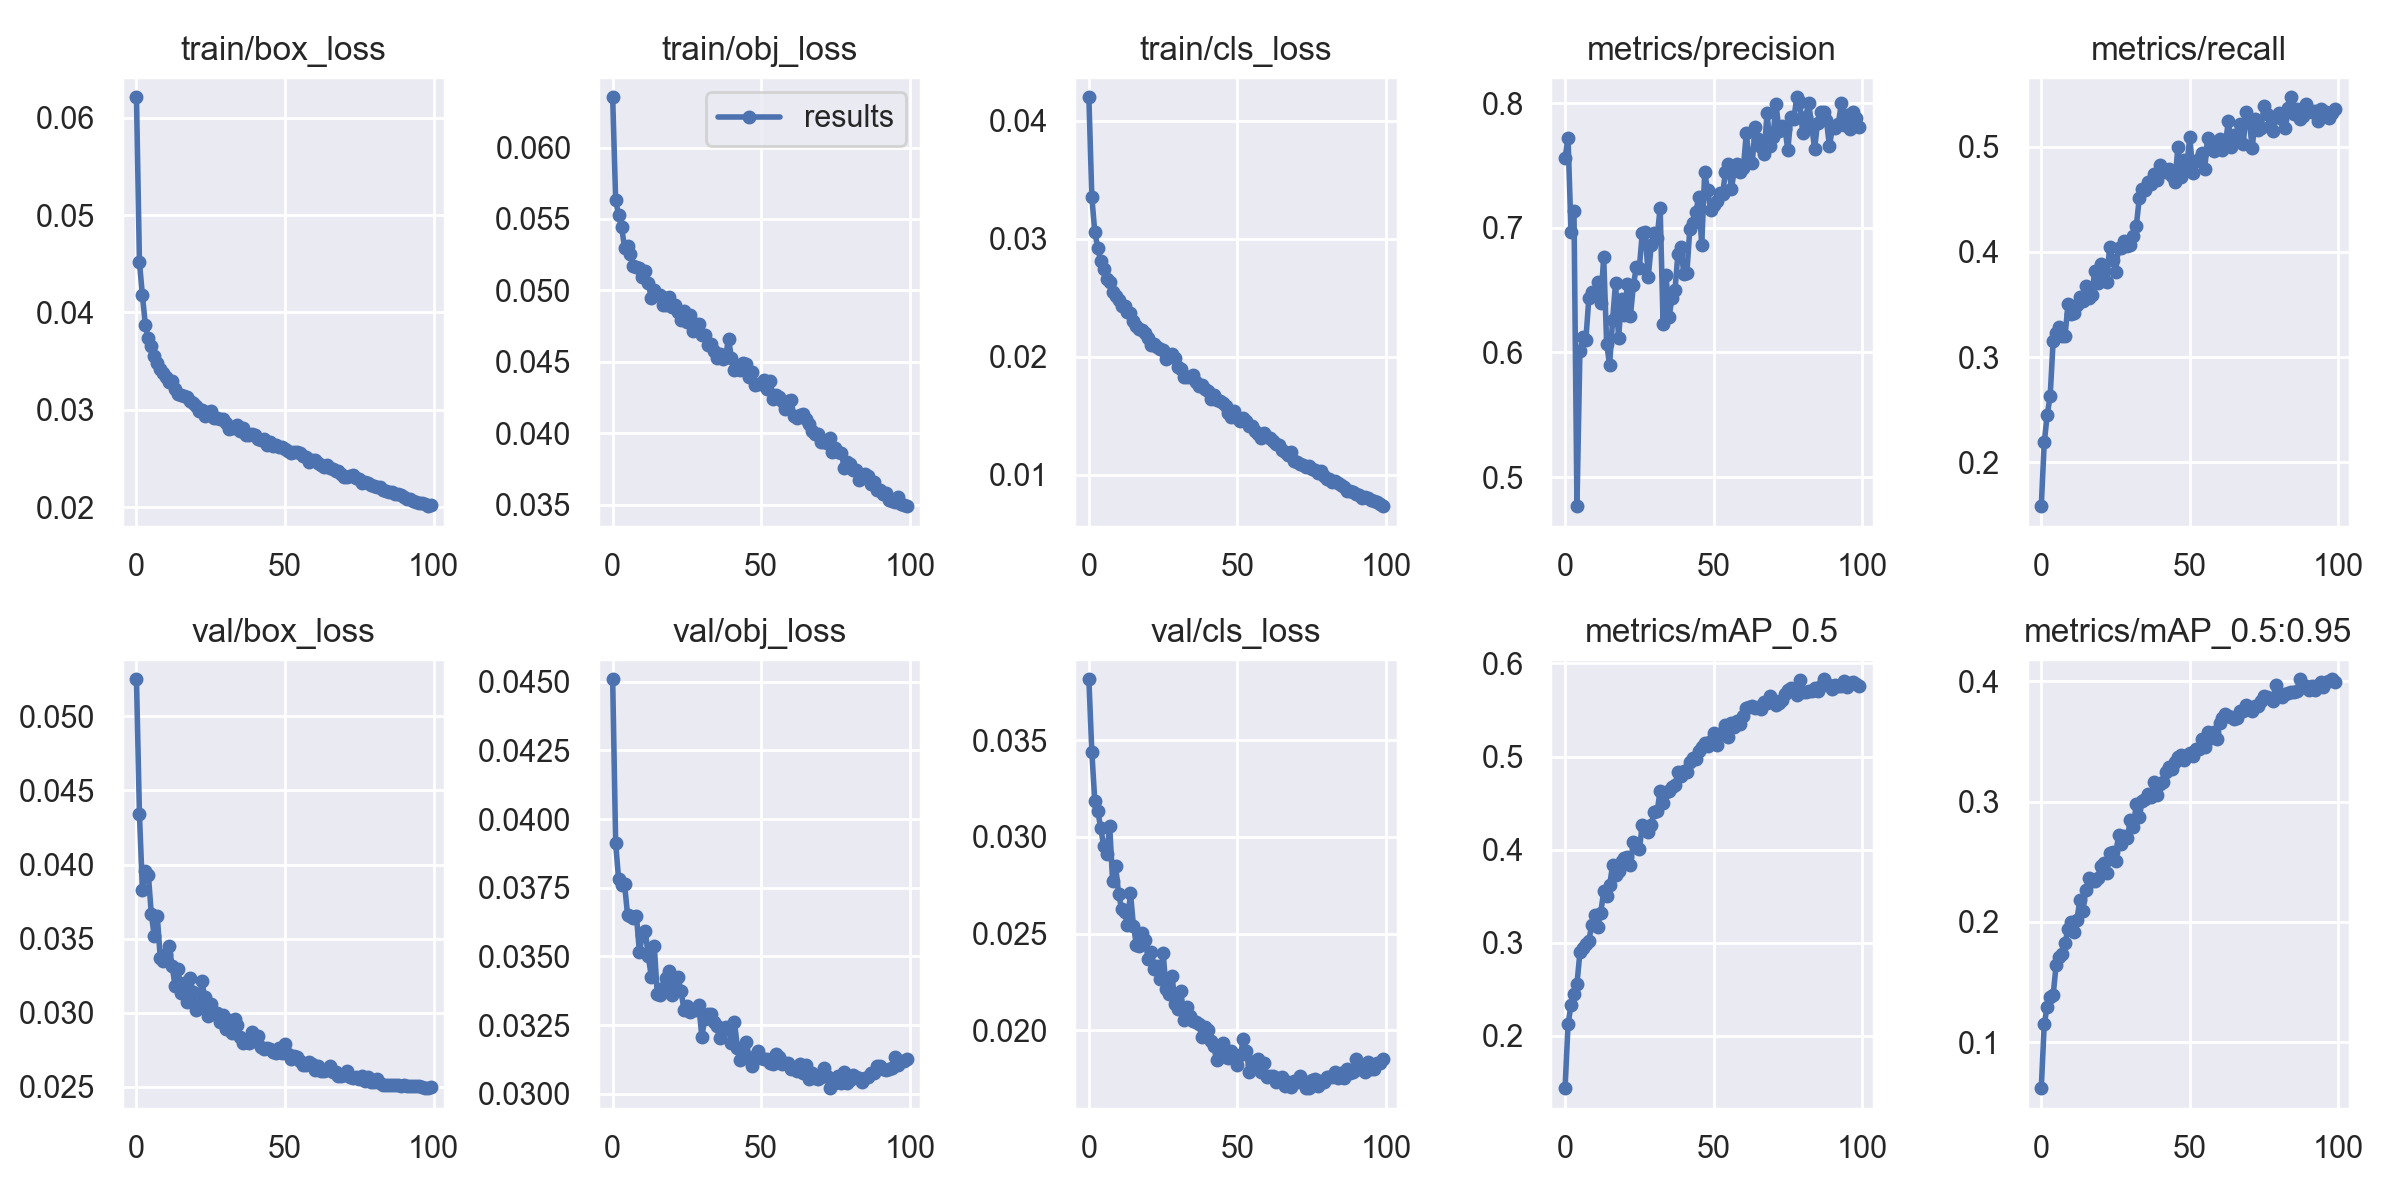 train/box_loss
0.06
0.05
0.04
0.03
0.02
0 50 100
train/obj_loss
results
0.060
0.055
0.050
0.045
0.040
0.035
0 50 100
train/cls_loss
0.04
0.03
0.02
0.01
0 50 100
metrics/precision
0.8
0.7
0.6
0.5
0 50 100
metrics/recall
0.5
0.4
0.3
0.2
0 50 100
val/box_loss
0.050
0.045
0.040
0.035
0.030
0.025
0 50 100
val/obj_loss
0.0450
0.0425
0.0400
0.0375
0.0350
0.0325
0.0300
0 50 100
val/cls_loss
0.035
0.030
0.025
0.020
0 50 100
metrics/mAP_0.5
0.6
0.5
0.4
0.3
0.2
0 50 100
metrics/mAP_0.5:0.95
0.4
0.3
0.2
0.1
0 50 100